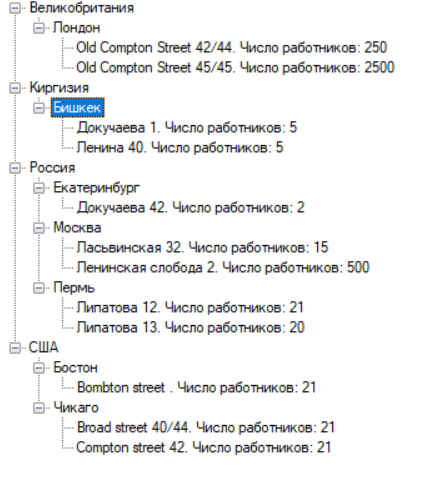 Великобритания
Лондон
Old Compton Street 42/44. Число работников: 250
Old Compton Street 45/45. Число работников: 2500
Киргизия
Бишкек
Докучаева 1. Число работников: 5
Ленина 40. Число работников: 5
Россия
Екатеринбург
Докучаева 42. Число работников: 2
Москва
Пасьвинская 32. Число работников: 15
Ленинская слобода 2. Число работников: 500
Пермь
Липатова 12. Число работников: 21
Липатова 13. Число работников: 20
США
Бостон
Bombton street . Число работников: 21
Чикаго
Broad street 40/44. Число работников: 21
Compton street 42. Число работников: 21